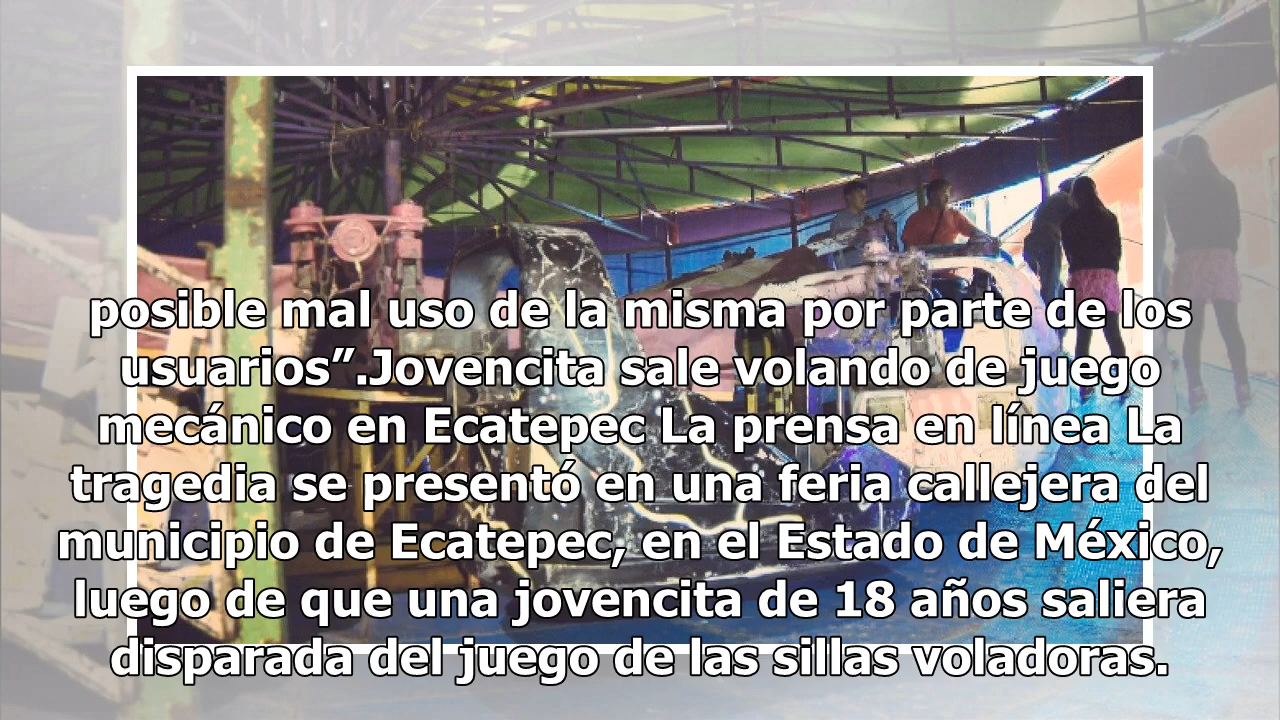 posible mal uso de la misma por parte de los
usuarios”.Jovencita sale volando de juego
mecánico en Ecatepec La prensa en línea La
tragedia se presentó en una feria callejera del
municipio de Ecatepec, en el Estado de México,
luego de que una jovencita de 18 años saliera
disparada del juego de las sillas voladoras.